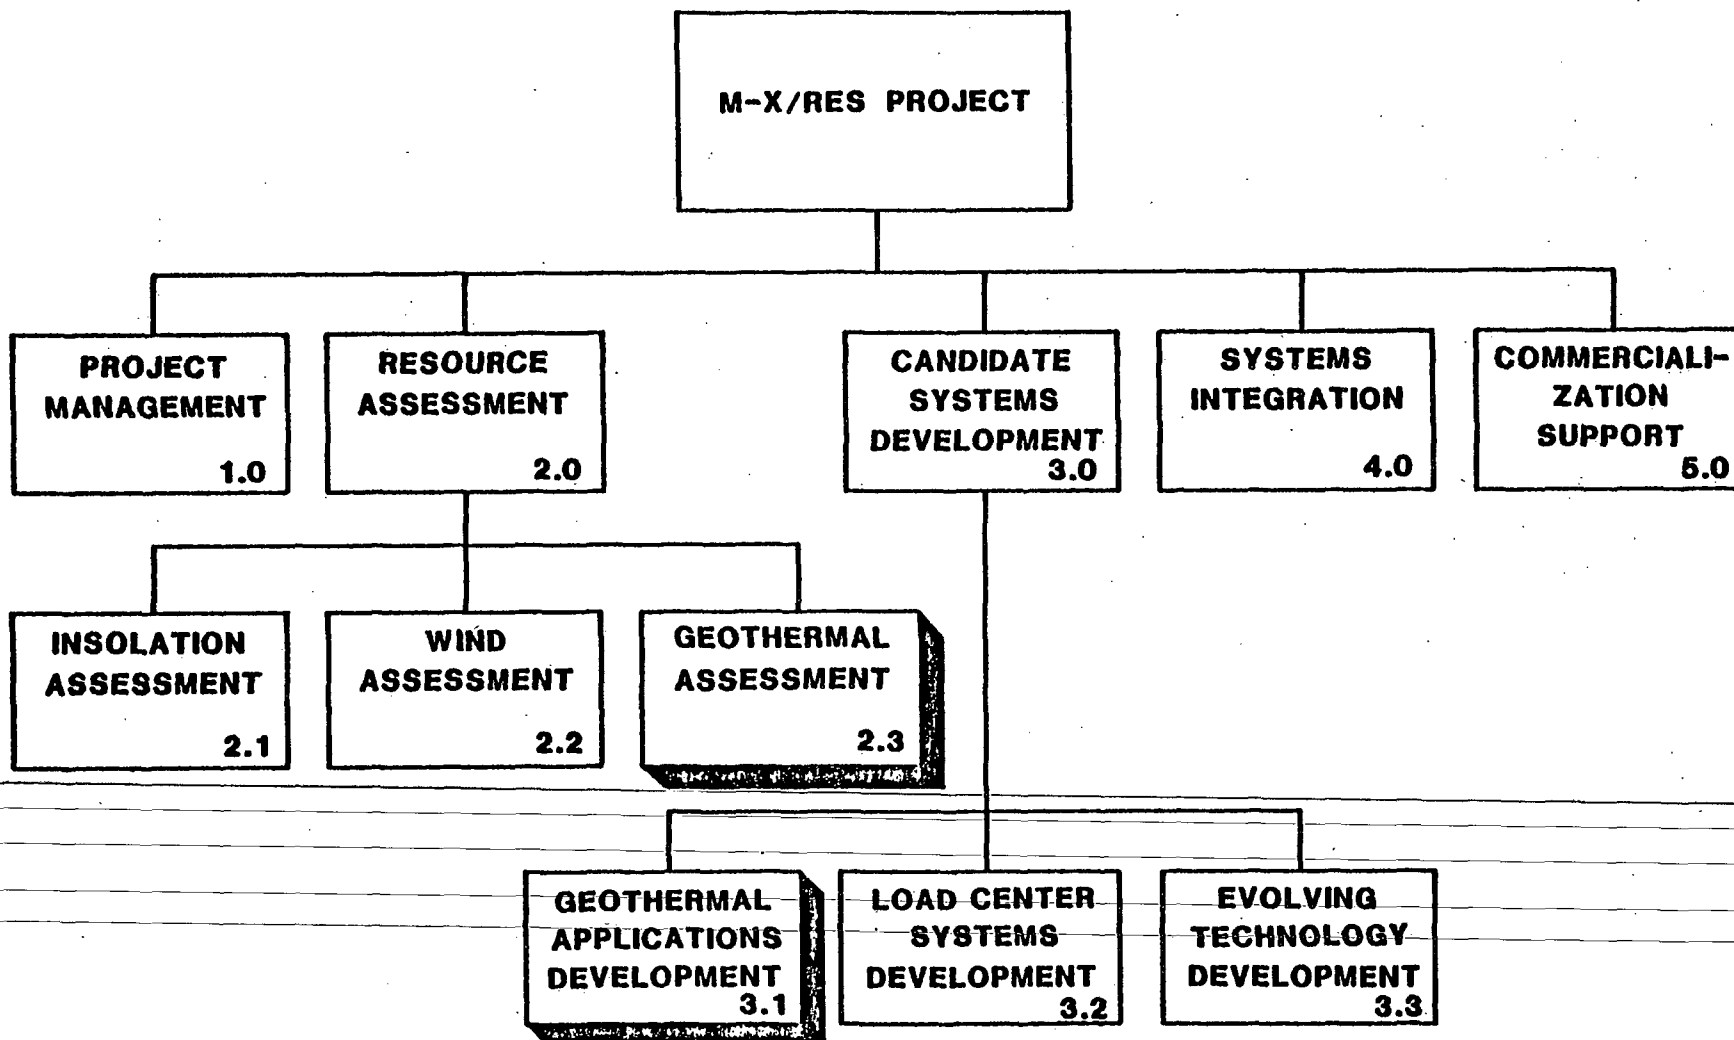 M-X/RES PROJECT
PROJECT
MANAGEMENT
1.0
RESOURCE
ASSESSMENT
2.0
CANDIDATE
SYSTEMS
DEVELOPMENT
3.0
SYSTEMS
INTEGRATION
4.0
COMMERCIALI-
ZATION
SUPPORT
5.0
INSOLATION
ASSESSMENT
2.1
WIND
ASSESSMENT
2.2
GEOTHERMAL
ASSESSMENT
2.3
GEOTHERMAL
APPLICATIONS
DEVELOPMENT
3.1
LOAD CENTER
SYSTEMS
DEVELOPMENT
3.2
EVOLVING
TECHNOLOGY
DEVELOPMENT
3.3